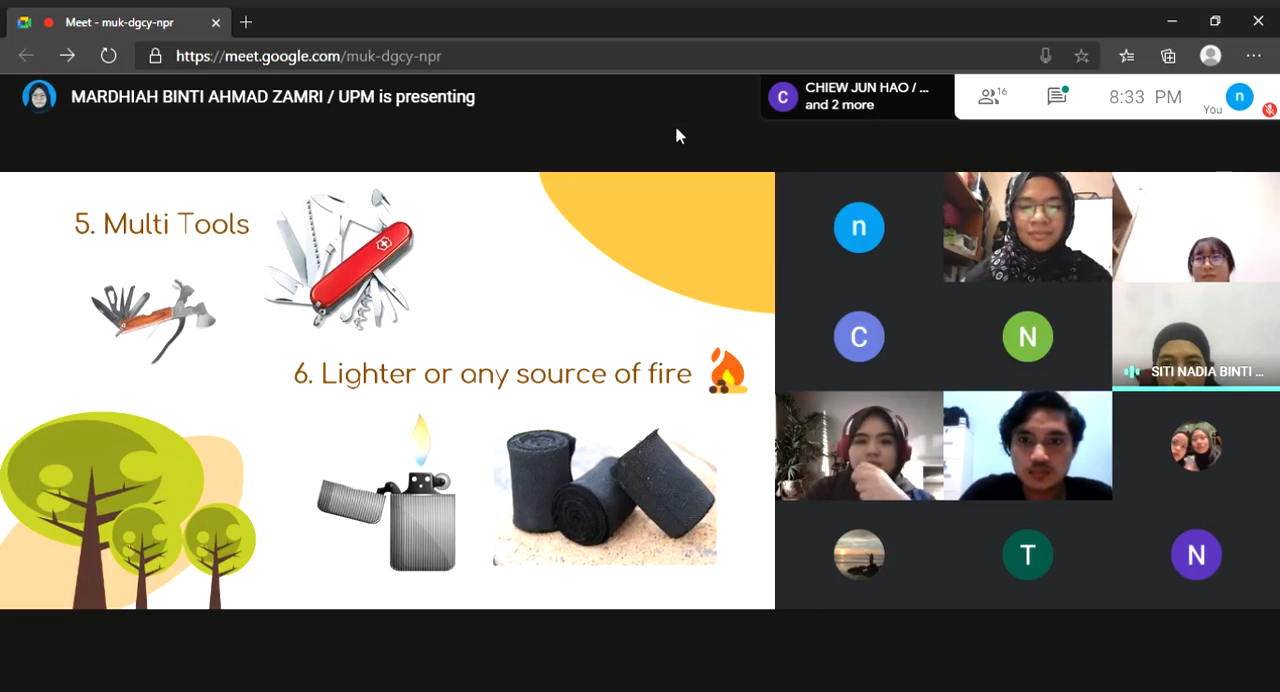 Meet - muk-dgcy-npr
https://meet.google.com/muk-dgcy-npr
MARDHIAH BINTI AHMAD ZAMRI / UPM is presenting
C
CHIEW JUN HAO / ...
and 2 more
16
8:33 PM
You
n
5. Multi Tools
6. Lighter or any source of fire
n
C
N
SITI NADIA BINTI ...
T
N